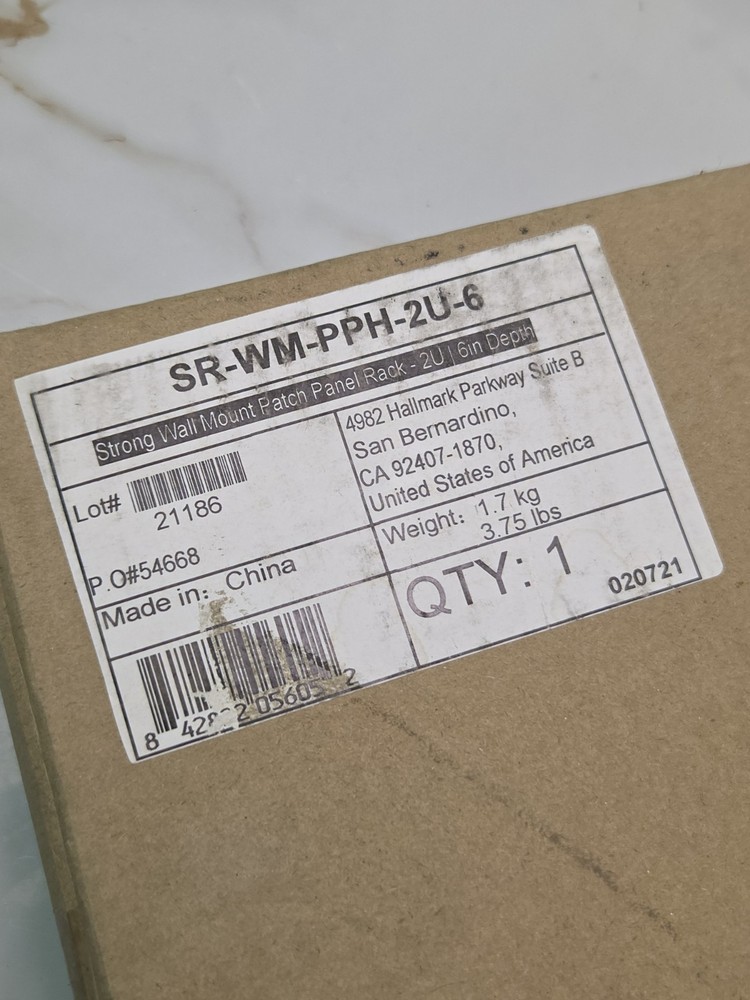 SR-WM-PPH-2U-6
Strong Wall Mount Patch Panel Rack - 2U | 6in Depth
Lot#
21186
P.O#54668
4982 Hallmark Parkway Suite B
San Bernardino,
CA 92407-1870,
United States of America
Made in: China
Weight: 1.7 kg
3.75 lbs
QTY: 1
020721
8